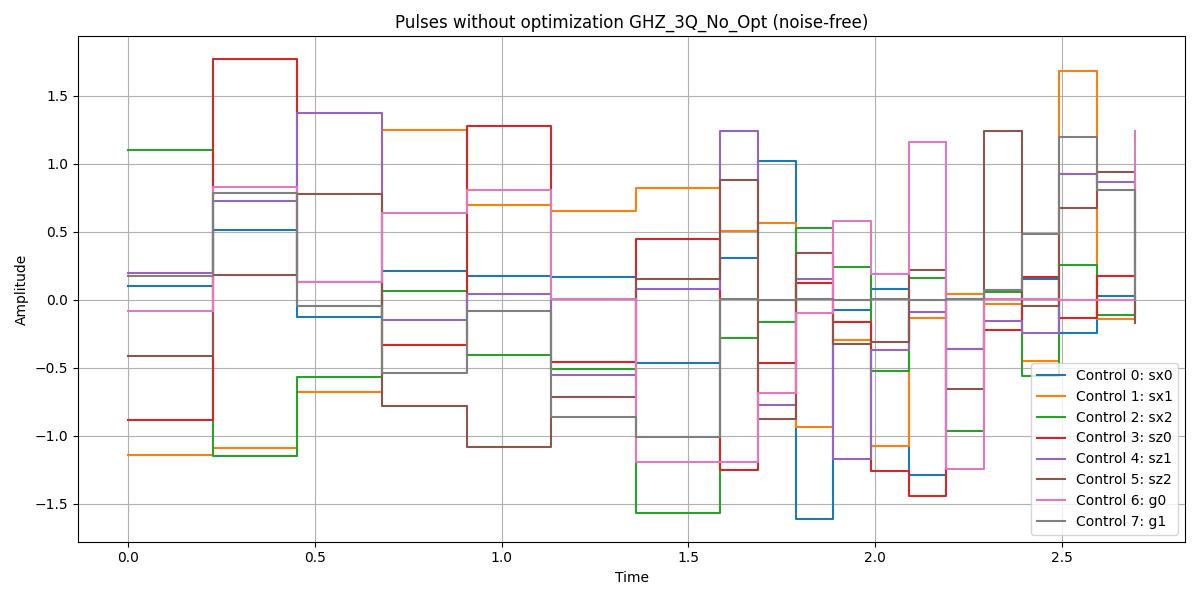 Pulses without optimization GHZ_3Q_No_Opt (noise-free)
Amplitude
1.5
1.0
0.5
0.0
−0.5
−1.0
−1.5
0.0
0.5
1.0
1.5
2.0
2.5
Time
Control 0: sx0
Control 1: sx1
Control 2: sx2
Control 3: sz0
Control 4: sz1
Control 5: sz2
Control 6: g0
Control 7: g1